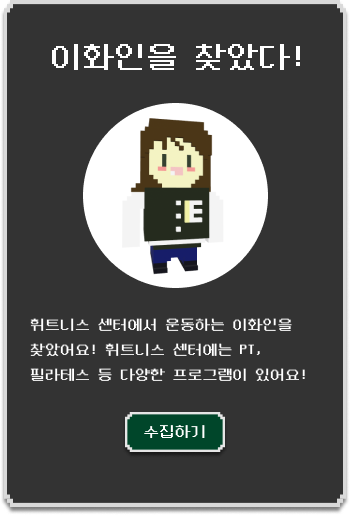 이화인을 찾았다!
E
휘트니스 센터에서 운동하는 이화인을
찾았어요! 휘트니스 센터에는 PT,
필라테스 등 다양한 프로그램이 있어요!
수집하기